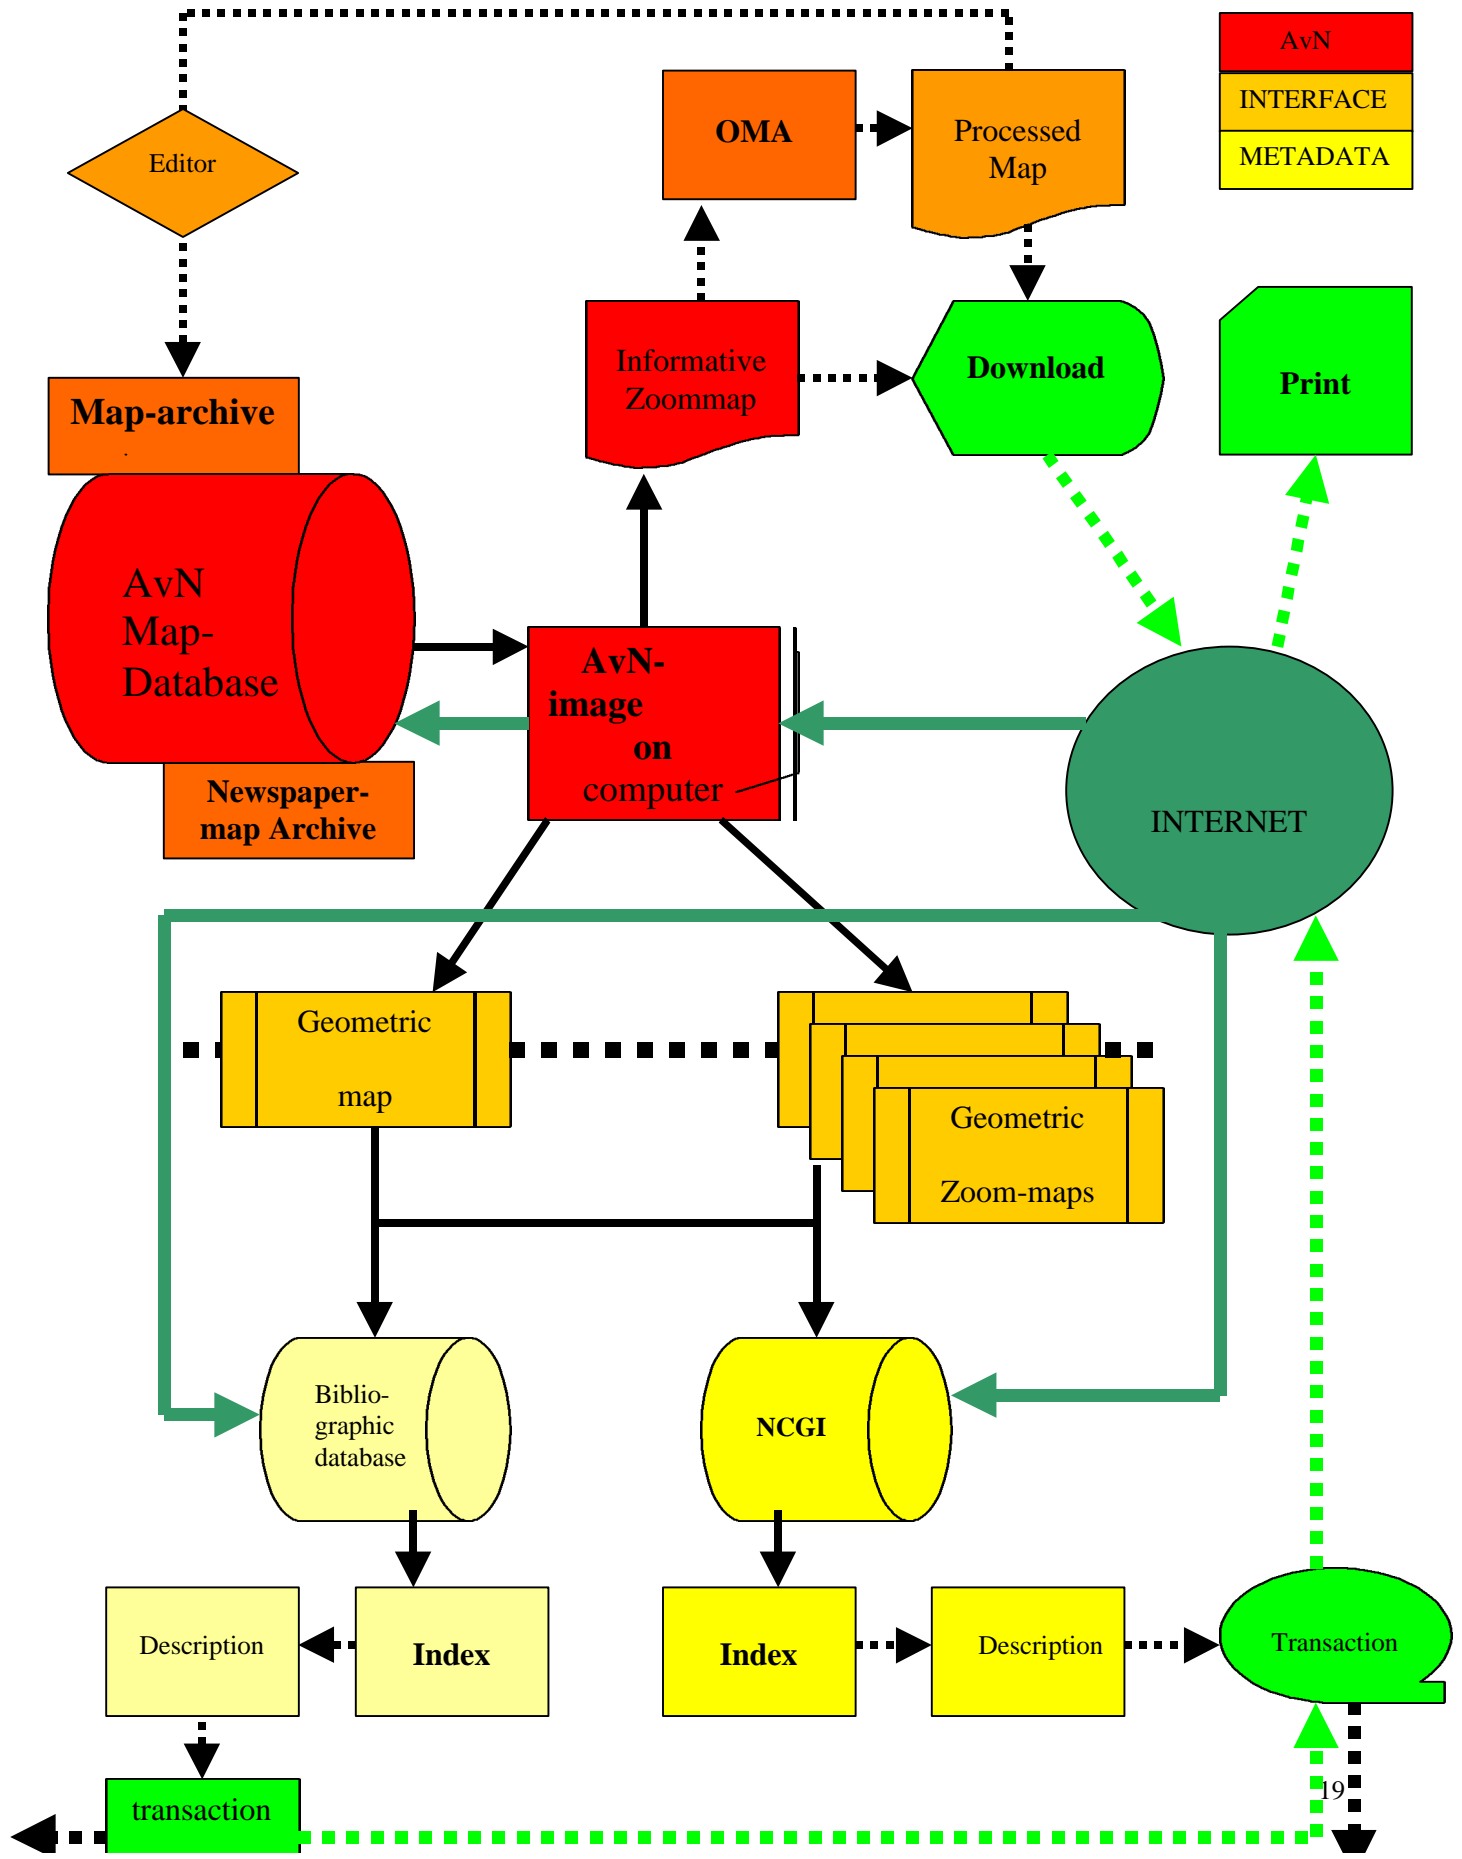 AvN
INTERFACE
METADATA
Editor
OMA
Processed
Map
Informative
Zoommap
Download
Print
Map-archive
.
AvN
Map-
Database
Newspaper-
map Archive
AvN-
image
on
computer
INTERNET
Geometric
map
Geometric
Zoom-maps
Biblio-
graphic
database
NCGI
Description
Index
Index
Description
Transaction
transaction
19